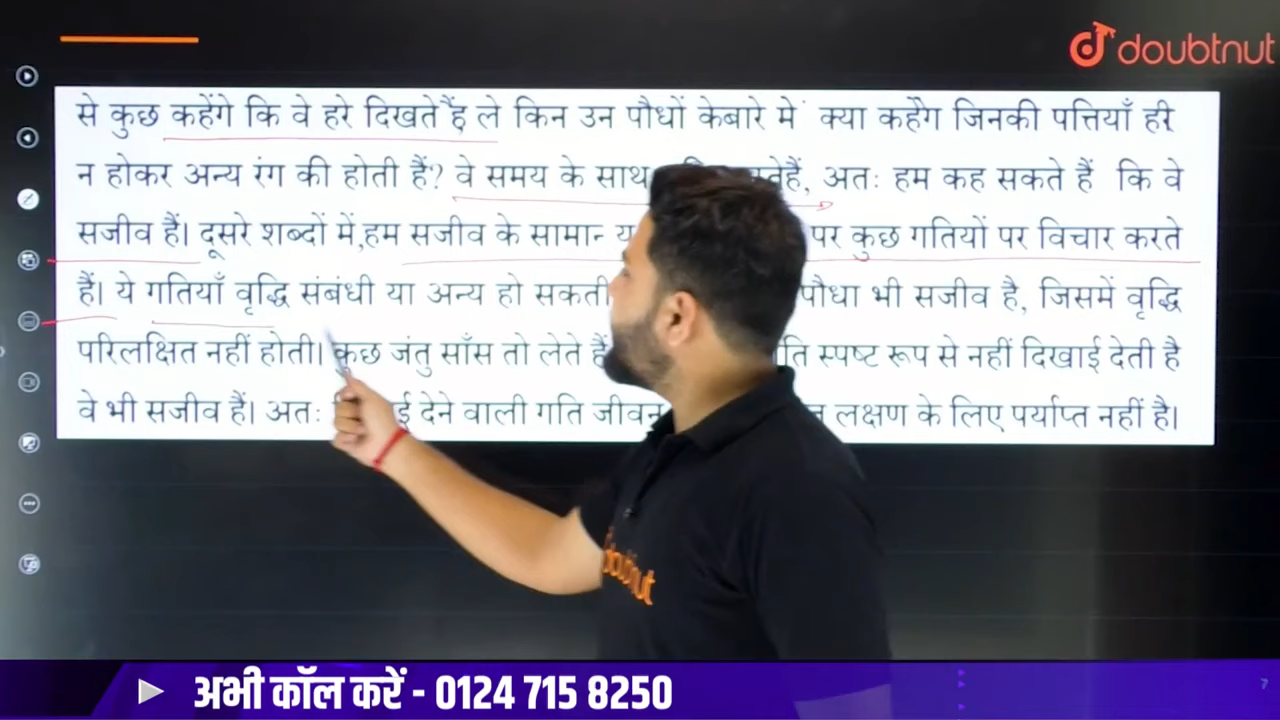 doubtnut
से कुछ कहेंगे कि वे हरे दिखते हैं ले किन उन पौधों केबारे में क्या कहेंगे जिनकी पत्तियाँ हरी
न होकर अन्य रंग की होती हैं? वे समय के साथ हैं, अतः हम कह सकते हैं कि वे
सजीव हैं। दूसरे शब्दों में,हम सजीव के सामान्य पर कुछ गतियों पर विचार करते
हैं। ये गतियाँ वृद्धि संबंधी या अन्य हो सकती पौधा भी सजीव है, जिसमें वृद्धि
परिलक्षित नहीं होती। कुछ जंतु साँस तो लेते हैं स्पष्ट रूप से नहीं दिखाई देती है
वे भी सजीव हैं। अतः देने वाली गति जीवन लक्षण के लिए पर्याप्त नहीं है।
doubtnut
अभी कॉल करें - 0124 715 8250
7